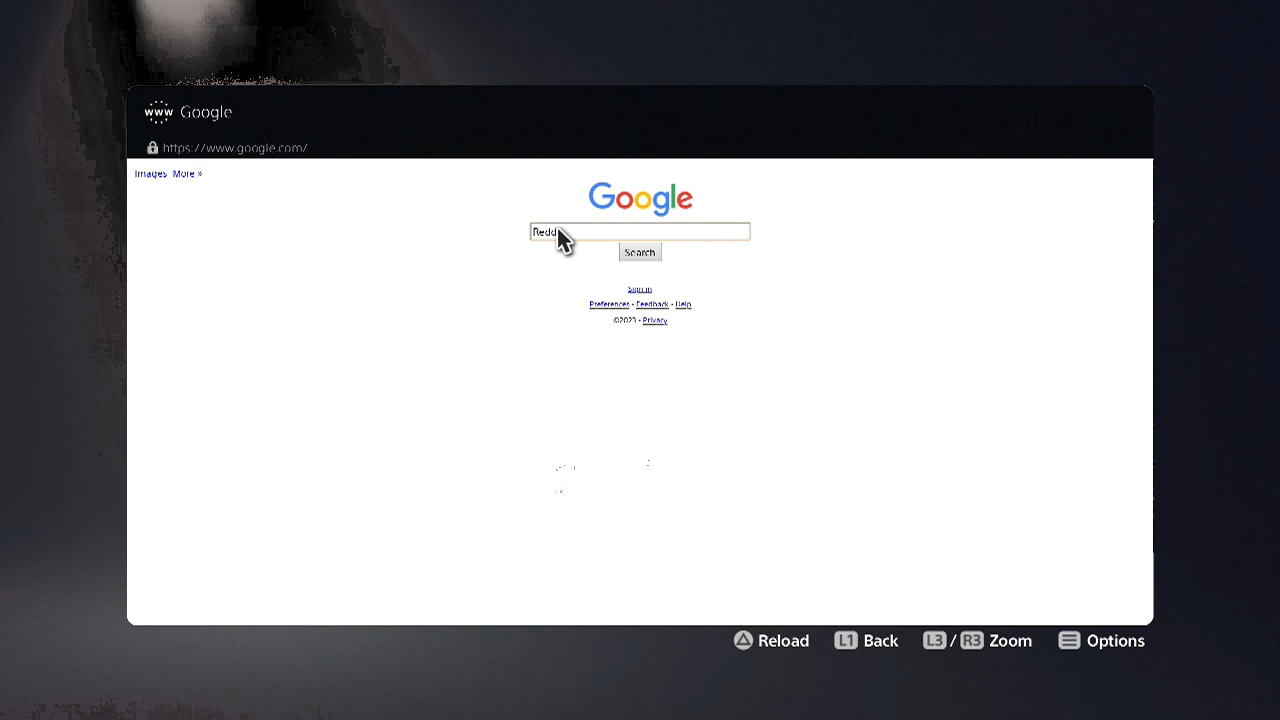 www Google
https://www.google.com/
Images More »
Google
Redd
Search
Sign in
Preferences - Feedback - Help
©2023 - Privacy
Reload L1 Back L3 / R3 Zoom Options